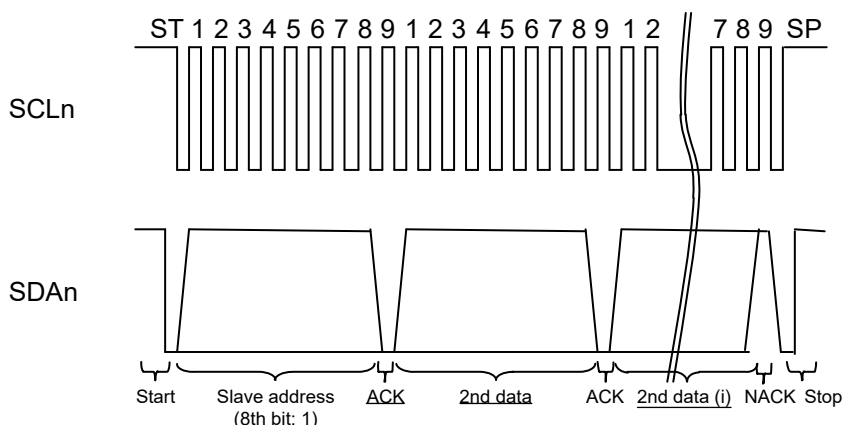 ST 1 2 3 4 5 6 7 8 9 1 2 3 4 5 6 7 8 9 1 2 7 8 9 SP
SCLn
SDAn
Start Slave address ACK 2nd data ACK 2nd data (i) NACK Stop
(8th bit: 1)